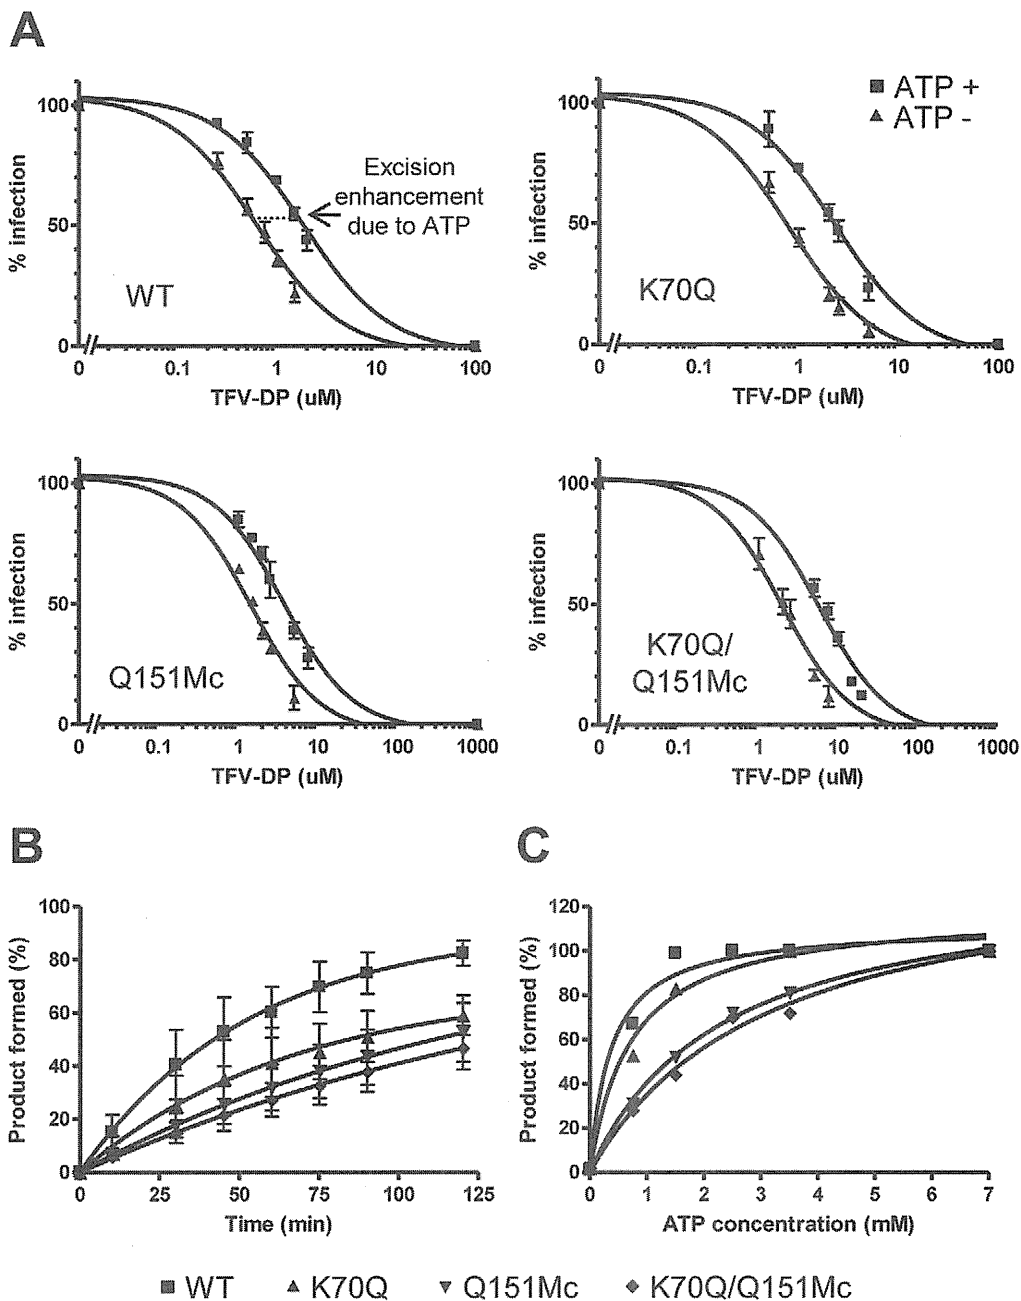 A
100
50
0
% infection
WT
Excision
enhancement
due to ATP
0 0.1 1 10 100
TFV-DP (uM)
100
50
0
% infection
K70Q
ATP +
ATP -
0 0.1 1 10 100
TFV-DP (uM)
100
50
0
% infection
Q151Mc
0 0.1 1 10 100 1000
TFV-DP (uM)
100
50
0
% infection
K70Q/
Q151Mc
0 0.1 1 10 100 1000
TFV-DP (uM)
B
100
80
60
40
20
0
Product formed (%)
0 25 50 75 100 125
Time (min)
C
120
100
80
60
40
20
0
Product formed (%)
0 1 2 3 4 5 6 7
ATP concentration (mM)
WT K70Q Q151Mc K70Q/Q151Mc